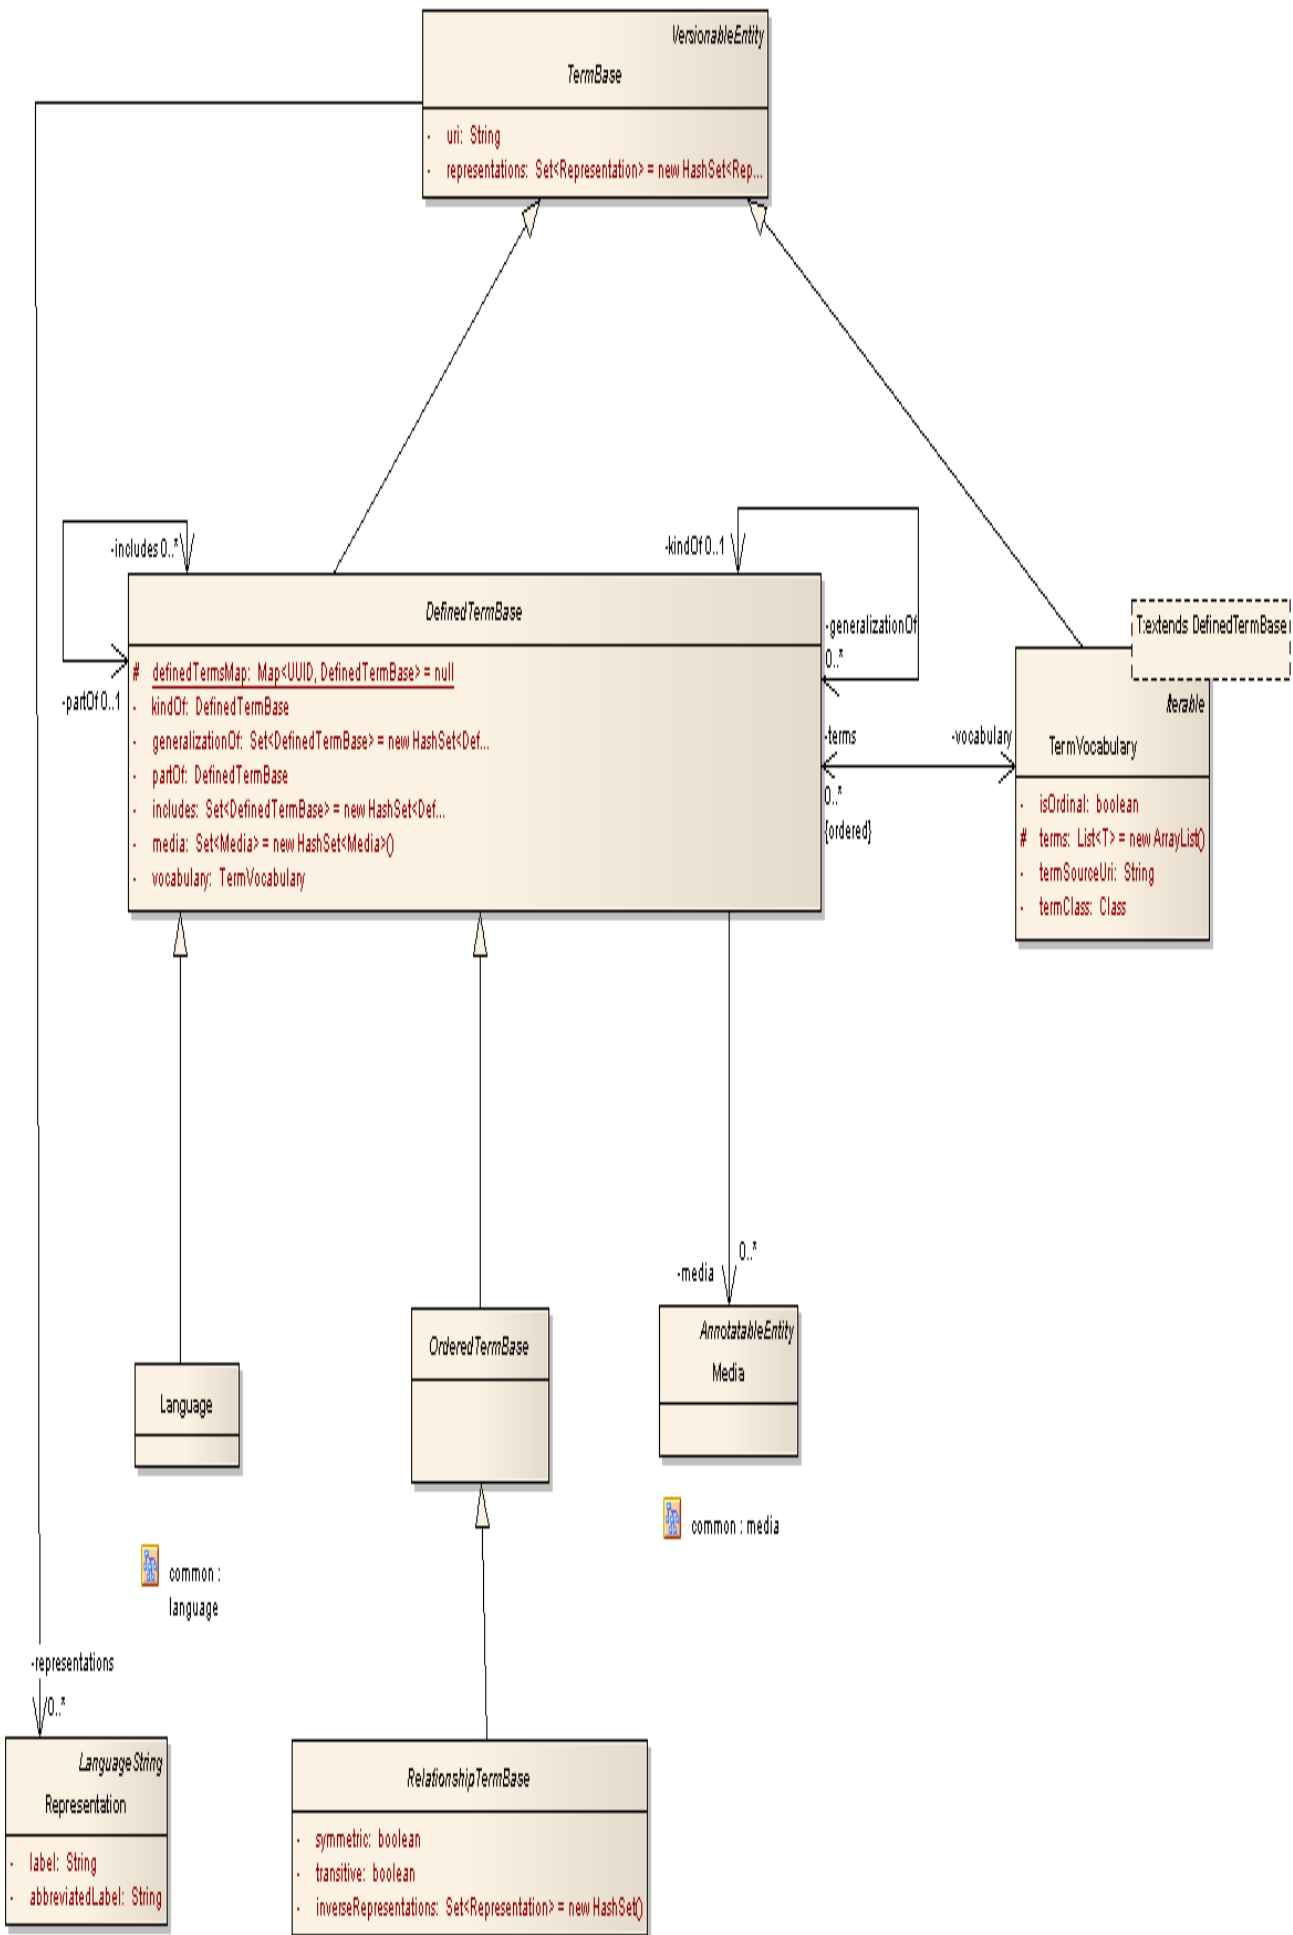 VersionableEntity
TermBase
- uri: String
- representations: Set<Representation> = new HashSet<Rep...
-includes 0..*
-partOf 0..1
-kindOf 0..1
-generalizationOf
0..*
DefinedTermBase
# definedTermsMap: Map<UUID, DefinedTermBase> = null
- kindOf: DefinedTermBase
- generalizationOf: Set<DefinedTermBase> = new HashSet<Def...
- partOf: DefinedTermBase
- includes: Set<DefinedTermBase> = new HashSet<Def...
- media: Set<Media> = new HashSet<Media>()
- vocabulary: TermVocabulary
-terms
0..*
{ordered}
-vocabulary
T:extends DefinedTermBase
Iterable
TermVocabulary
- isOrdinal: boolean
# terms: List<T> = new ArrayList()
- termSourceUri: String
- termClass: Class
-media
0..*
AnnotatableEntity
Media
common : media
OrderedTermBase
Language
common :
language
-representations
0..*
LanguageString
Representation
- label: String
- abbreviatedLabel: String
RelationshipTermBase
- symmetric: boolean
- transitive: boolean
- inverseRepresentations: Set<Representation> = new HashSet()